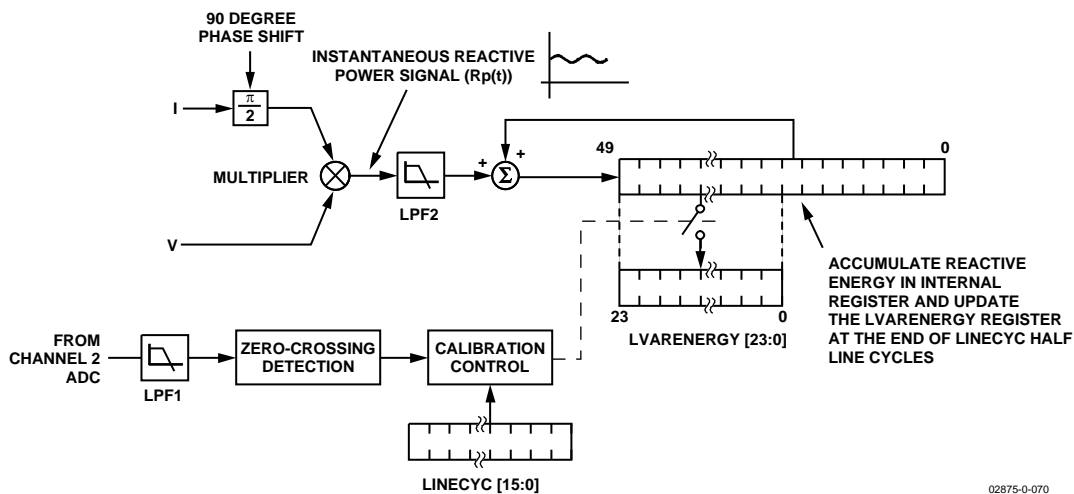 90 DEGREE
PHASE SHIFT
INSTANTANEOUS REACTIVE
POWER SIGNAL (Rp(t))
I
π
2
MULTIPLIER
LPF2
+
+
Σ
49
0
V
23
0
LVARENERGY [23:0]
ACCUMULATE REACTIVE
ENERGY IN INTERNAL
REGISTER AND UPDATE
THE LVARENERGY REGISTER
AT THE END OF LINECYC HALF
LINE CYCLES
FROM
CHANNEL 2
ADC
LPF1
ZERO-CROSSING
DETECTION
CALIBRATION
CONTROL
LINECYC [15:0]
02875-0-070